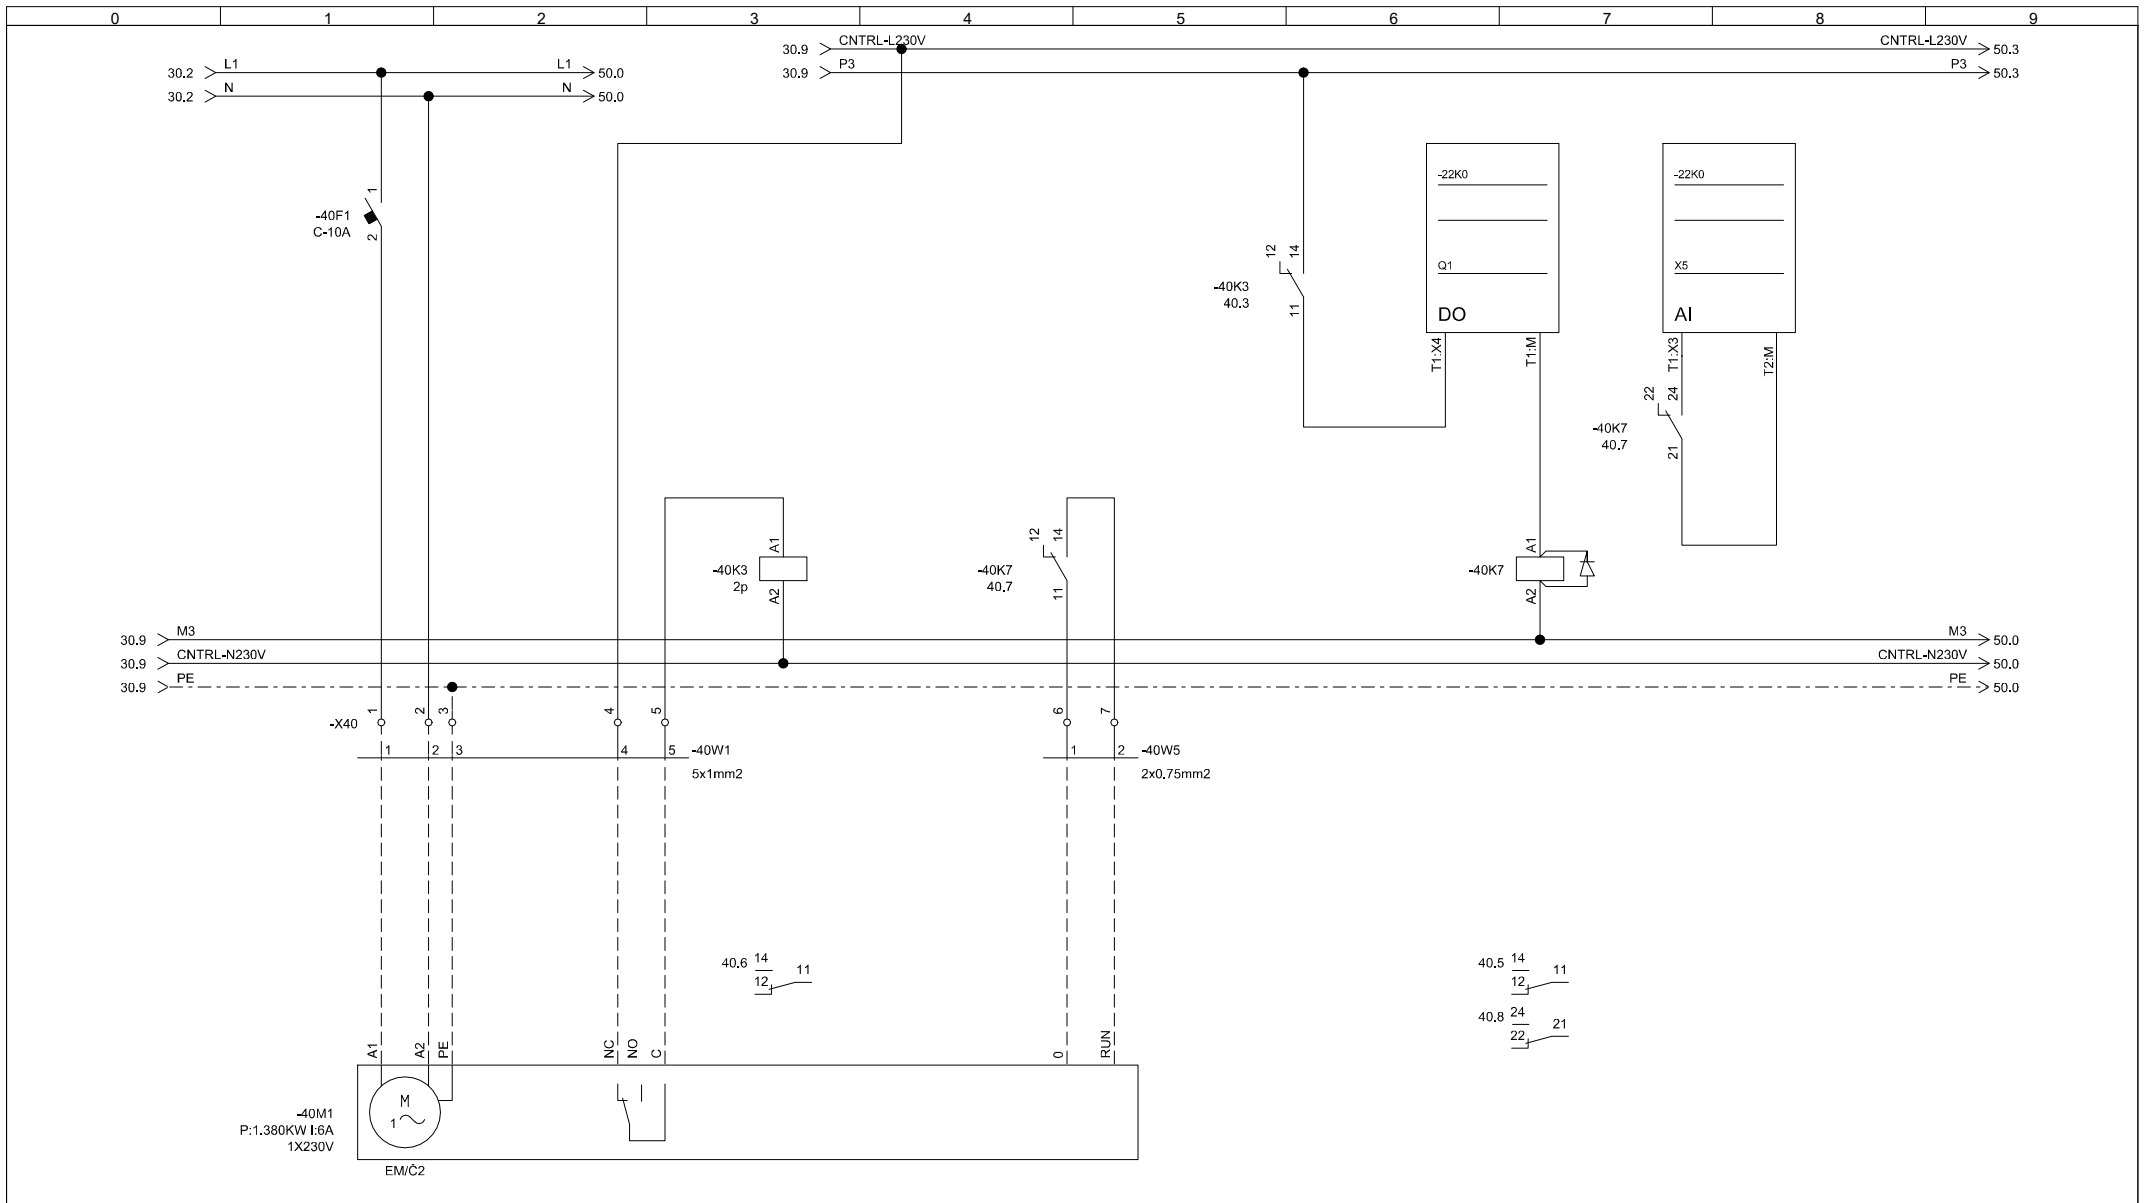 0 1 2 3 4 5 6 7 8 9
30.9 CNTRL-L230V CNTRL-L230V 50.3
30.2 L1 L1 50.0
30.9 P3 P3 50.3
30.2 N N 50.0
-22K0
-22K0
1
-40F1
C-10A
2
12 14
-40K3
40.3
11
Q1
X5
DO
AI
T1:X4 T1:M
T1:X3 T2:M
22 24
-40K7
40.7
21
A1
-40K3
2p
A2
12 14
-40K7
40.7
11
A1
-40K7
A2
30.9 M3 M3 50.0
30.9 CNTRL-N230V CNTRL-N230V 50.0
30.9 PE PE 50.0
-X40 1 2 3 4 5 6 7
1 2 3 4 5 -40W1
5x1mm2
1 2 -40W5
2x0.75mm2
40.6 14 11
12
40.5 14 11
12
40.8 24 21
22
A1 A2 PE NC NO C 0 RUN
M
1
-40M1
P:1.380KW I:6A
1X230V
EM/Č2